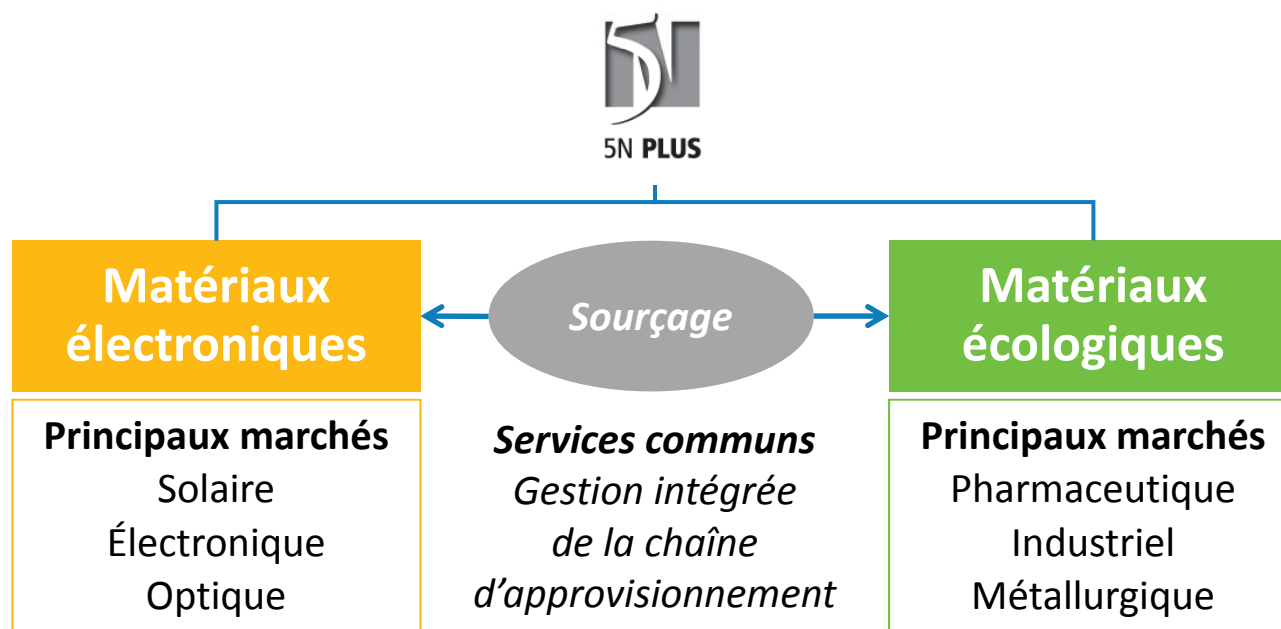 5N
5N PLUS
Matériaux
électroniques
Principaux marchés
Solaire
Électronique
Optique
Sourçage
Services communs
Gestion intégrée
de la chaîne
d’approvisionnement
Matériaux
écologiques
Principaux marchés
Pharmaceutique
Industriel
Métallurgique